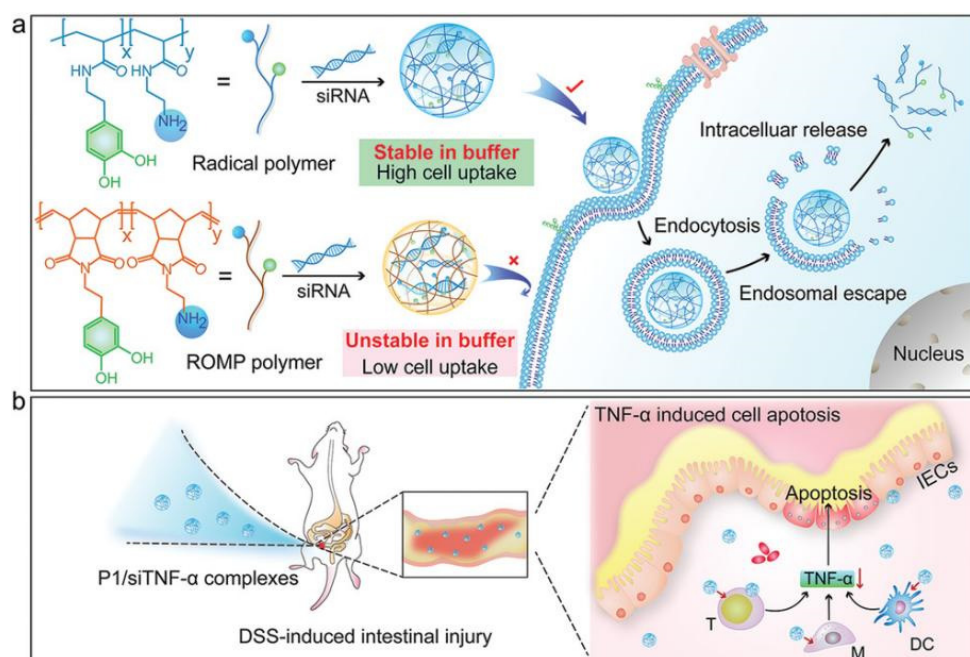 a
x
y
HN
O
HN
O
NH2
OH
OH
=
siRNA
Radical polymer
Stable in buffer
High cell uptake
Intracelluar release
Endocytosis
Endosomal escape
Nucleus
x
y
O
N
O
O
N
O
NH2
OH
OH
=
siRNA
ROMP polymer
Unstable in buffer
Low cell uptake
b
P1/siTNF-α complexes
DSS-induced intestinal injury
TNF-α induced cell apotosis
IECs
Apoptosis
TNF-α
T
M
DC